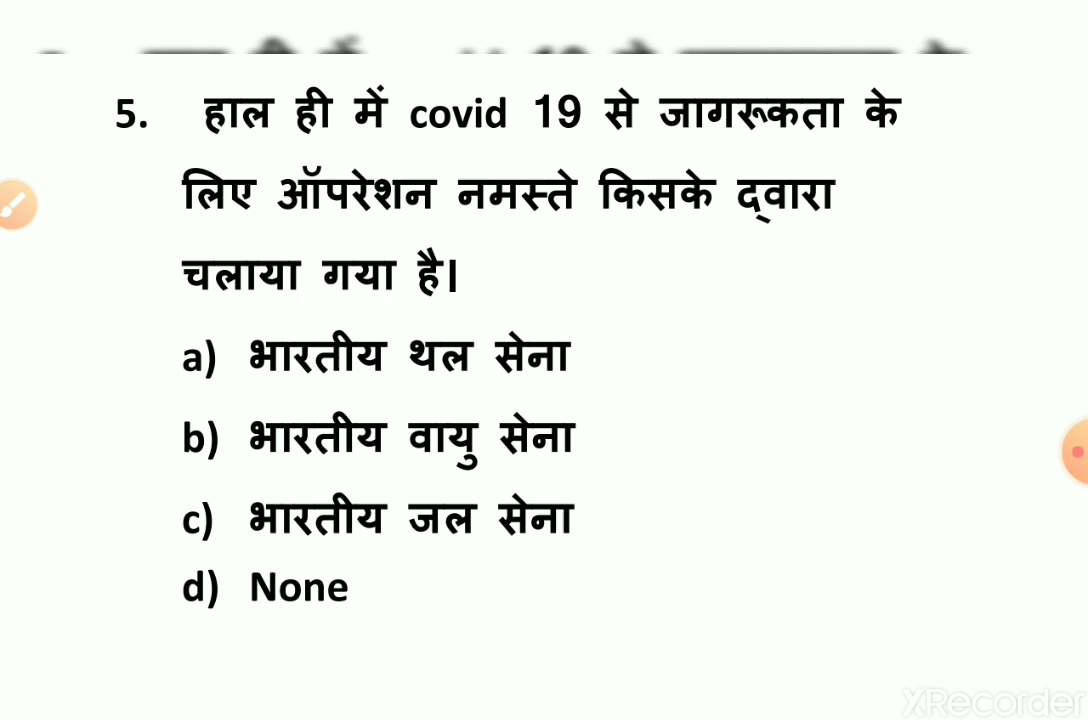 5. हाल ही में covid 19 से जागरूकता के
लिए ऑपरेशन नमस्ते किसके द्वारा
चलाया गया है।
a) भारतीय थल सेना
b) भारतीय वायु सेना
c) भारतीय जल सेना
d) None
XRecorder